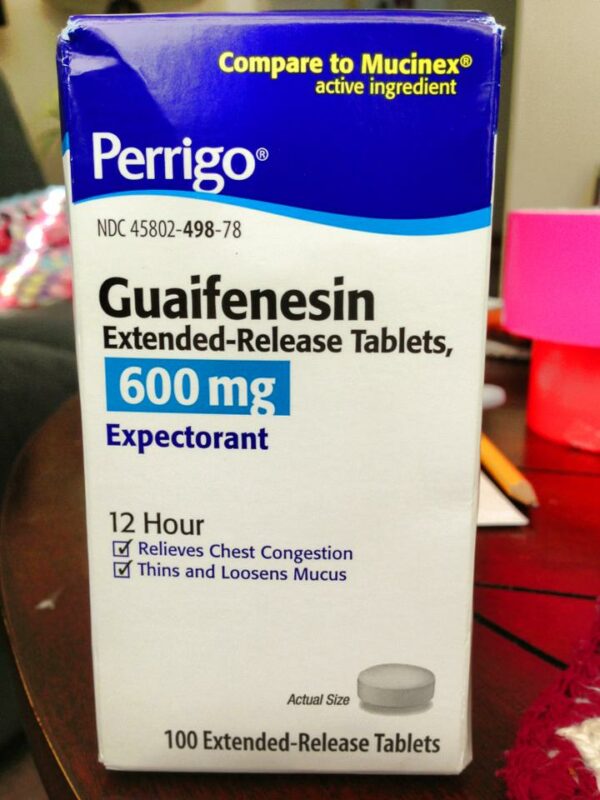 Compare to Mucinex®
active ingredient
Perrigo®
NDC 45802-498-78
Guaifenesin
Extended-Release Tablets,
600 mg
Expectorant
12 Hour
☑ Relieves Chest Congestion
☑ Thins and Loosens Mucus
Actual Size
100 Extended-Release Tablets